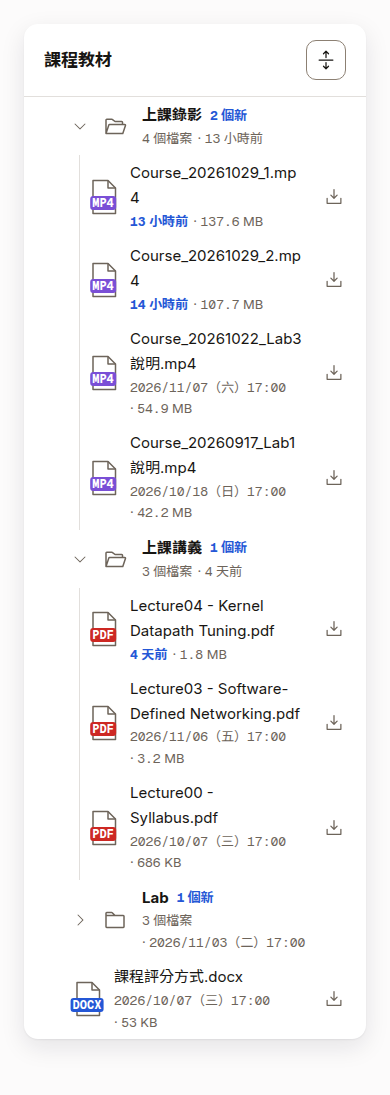 課程教材
上課錄影 2 個新
4 個檔案 · 13 小時前
Course_20261029_1.mp
4
MP4
13 小時前 · 137.6 MB
Course_20261029_2.mp
4
MP4
14 小時前 · 107.7 MB
Course_20261022_Lab3
說明.mp4
MP4
2026/11/07（六）17:00
· 54.9 MB
Course_20260917_Lab1
說明.mp4
MP4
2026/10/18（日）17:00
· 42.2 MB
上課講義 1 個新
3 個檔案 · 4 天前
Lecture04 - Kernel
Datapath Tuning.pdf
PDF
4 天前 · 1.8 MB
Lecture03 - Software-
Defined Networking.pdf
PDF
2026/11/06（五）17:00
· 3.2 MB
Lecture00 -
Syllabus.pdf
PDF
2026/10/07（三）17:00
· 686 KB
Lab 1 個新
3 個檔案
· 2026/11/03（二）17:00
課程評分方式.docx
DOCX
2026/10/07（三）17:00
· 53 KB